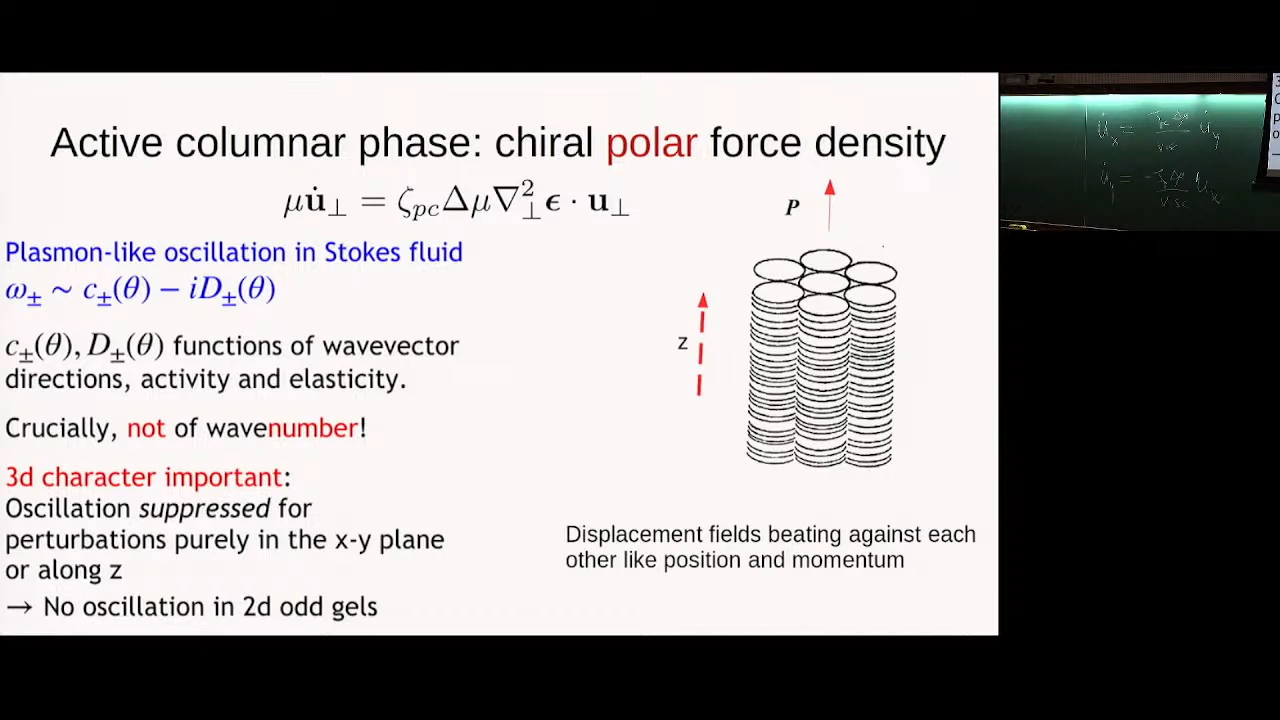 Active columnar phase: chiral polar force density
μu̇⊥ = ζpcΔμ∇²⊥ϵ · u⊥
Plasmon-like oscillation in Stokes fluid
ω± ∼ c±(θ) − iD±(θ)
c±(θ), D±(θ) functions of wavevector
directions, activity and elasticity.
Crucially, not of wavenumber!
3d character important:
Oscillation suppressed for
perturbations purely in the x-y plane
or along z
→ No oscillation in 2d odd gels
P
z
Displacement fields beating against each
other like position and momentum